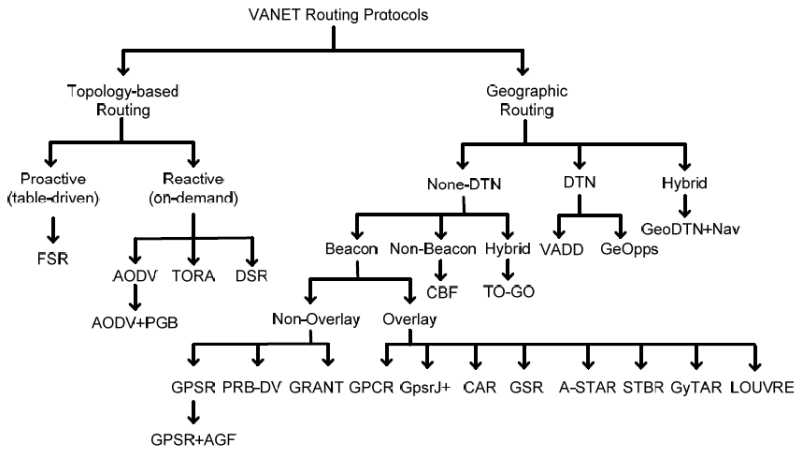 VANET Routing Protocols
Topology-based
Routing
Geographic
Routing
Proactive
(table-driven)
Reactive
(on-demand)
None-DTN
DTN
Hybrid
FSR
AODV
TORA
DSR
AODV+PGB
Beacon
Non-Beacon
Hybrid
VADD
GeOpps
GeoDTN+Nav
CBF
TO-GO
Non-Overlay
Overlay
GPSR
PRB-DV
GRANT
GPCR
GpsrJ+
CAR
GSR
A-STAR
STBR
GyTAR
LOUVRE
GPSR+AGF